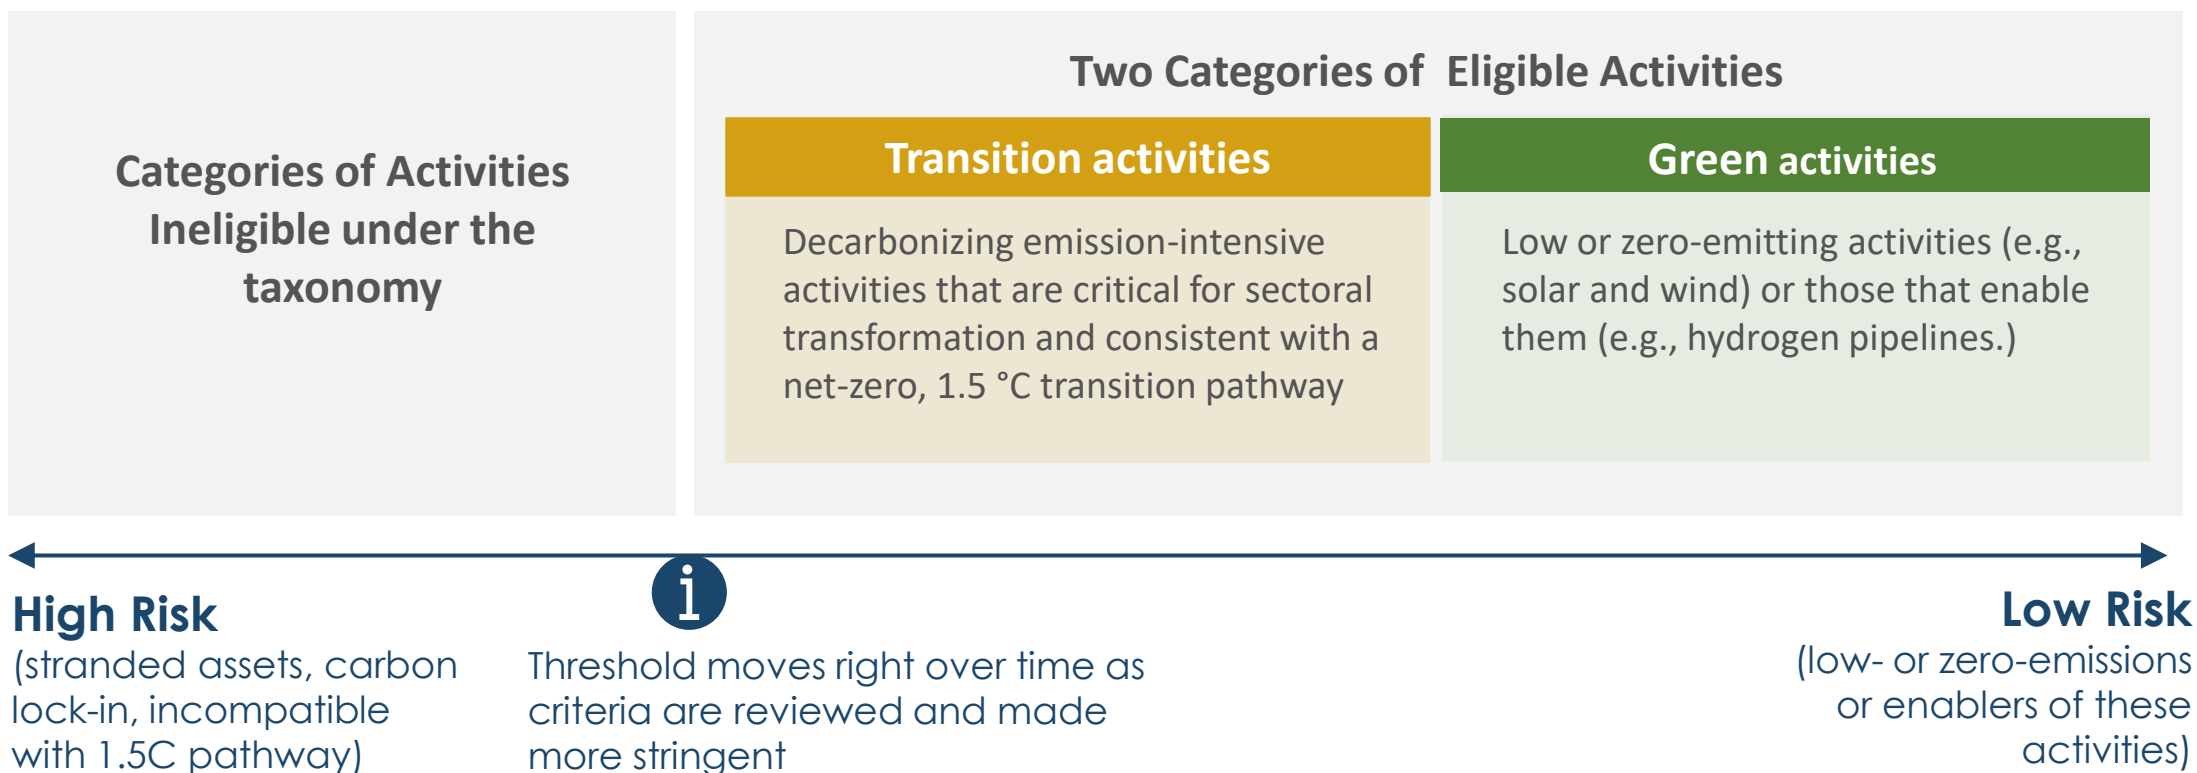 Categories of Activities
Ineligible under the
taxonomy
Two Categories of Eligible Activities
Transition activities
Decarbonizing emission-intensive
activities that are critical for sectoral
transformation and consistent with a
net-zero, 1.5 °C transition pathway
Green activities
Low or zero-emitting activities (e.g.,
solar and wind) or those that enable
them (e.g., hydrogen pipelines.)
i
High Risk
(stranded assets, carbon
lock-in, incompatible
with 1.5C pathway)
Threshold moves right over time as
criteria are reviewed and made
more stringent
Low Risk
(low- or zero-emissions
or enablers of these
activities)